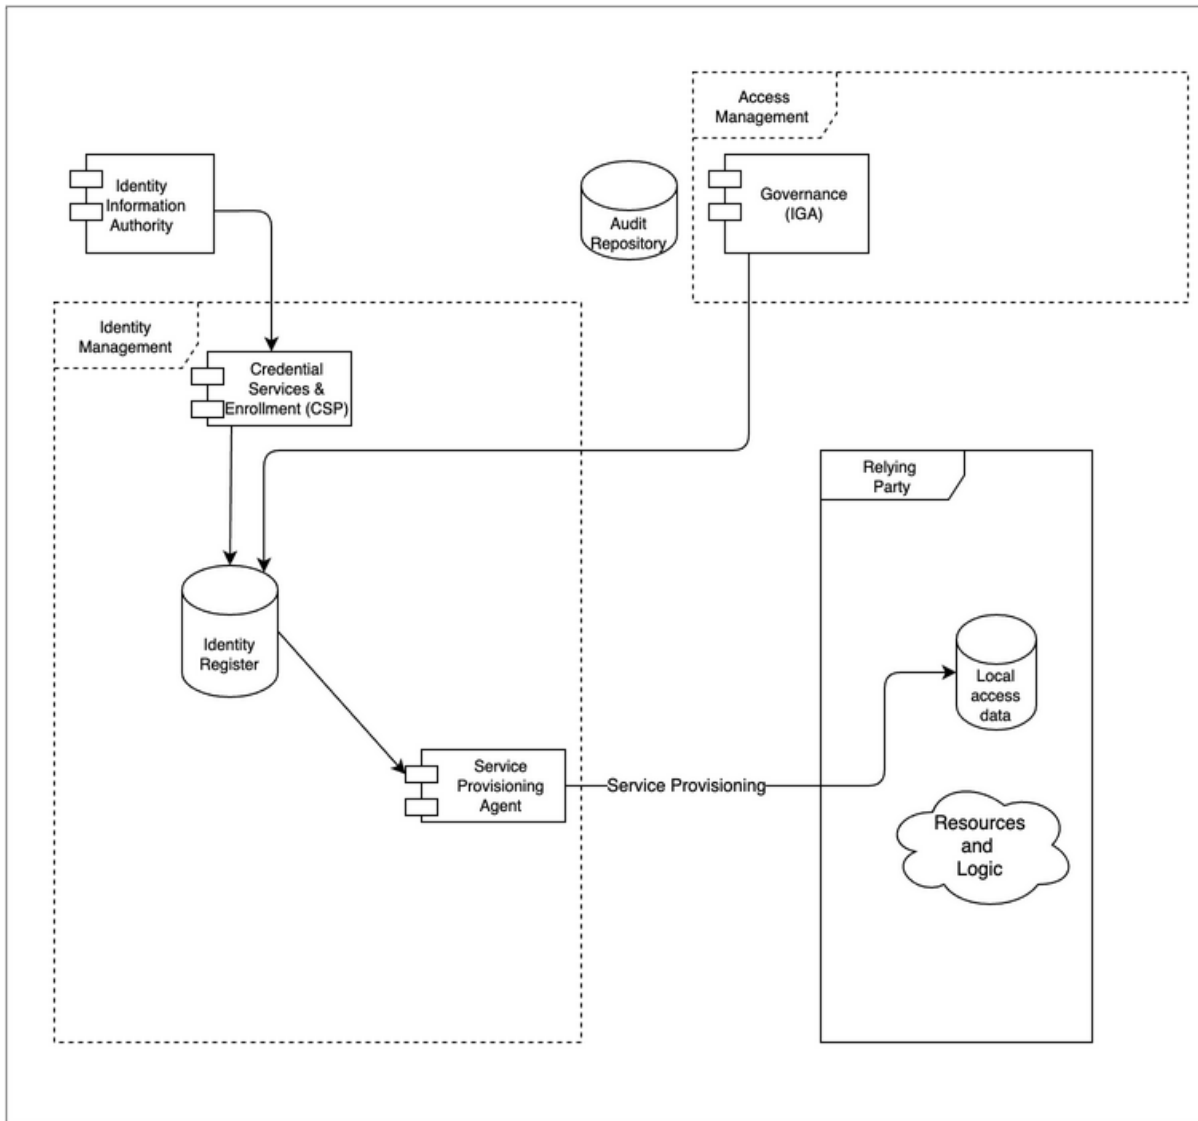 Access
Management
Identity
Information
Authority
Audit
Repository
Governance
(IGA)
Identity
Management
Credential
Services &
Enrollment (CSP)
Relying
Party
Identity
Register
Local
access
data
Service
Provisioning
Agent
Service Provisioning
Resources
and
Logic